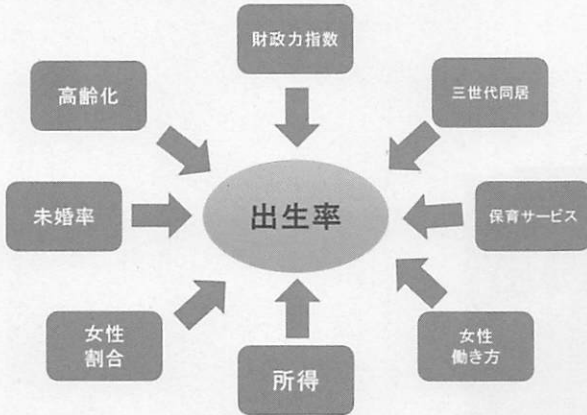 財政力指数
高齢化
三世代同居
未婚率
出生率
保育サービス
女性
割合
所得
女性
働き方